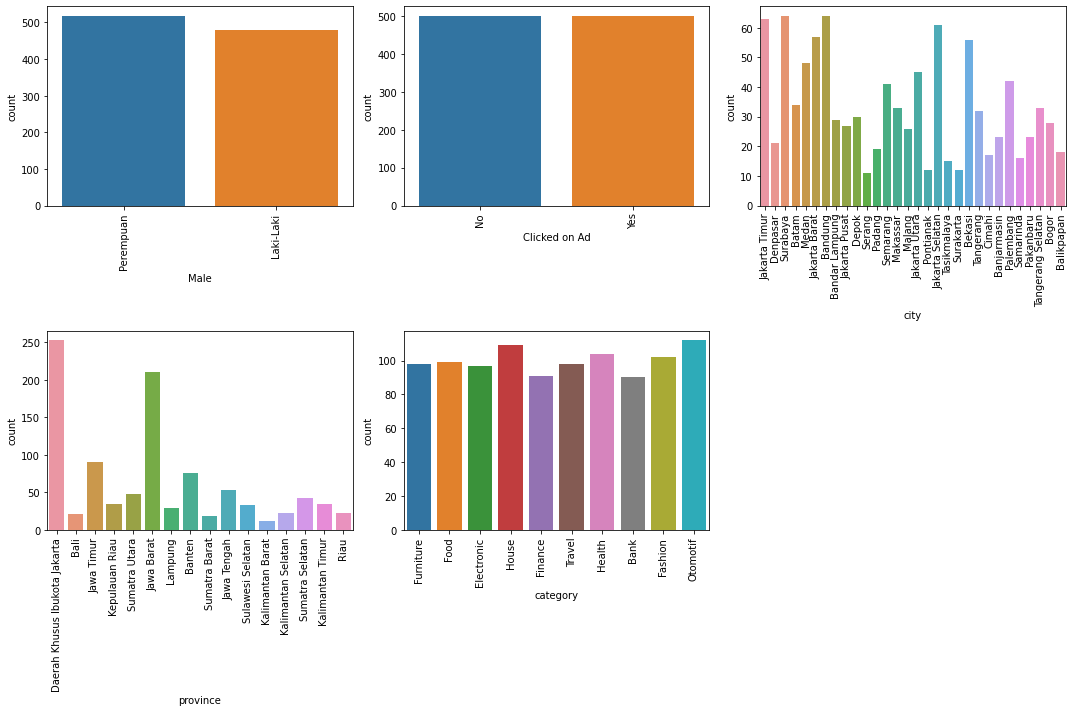 count
500
400
300
200
100
0
Perempuan
Laki-Laki
Male
count
500
400
300
200
100
0
No
Yes
Clicked on Ad
count
60
50
40
30
20
10
0
Jakarta Timur
Denpasar
Surabaya
Batam
Medan
Jakarta Barat
Bandung
Bandar Lampung
Jakarta Pusat
Depok
Serang
Padang
Semarang
Makassar
Malang
Jakarta Utara
Pontianak
Jakarta Selatan
Tasikmalaya
Surakarta
Bekasi
Tangerang
Cimahi
Banjarmasin
Palembang
Samarinda
Pakanbaru
Tangerang Selatan
Bogor
Balikpapan
city
count
250
200
150
100
50
0
Daerah Khusus Ibukota Jakarta
Bali
Jawa Timur
Kepulauan Riau
Sumatra Utara
Jawa Barat
Lampung
Banten
Sumatra Barat
Jawa Tengah
Sulawesi Selatan
Kalimantan Barat
Kalimantan Selatan
Sumatra Selatan
Kalimantan Timur
Riau
province
count
100
80
60
40
20
0
Furniture
Food
Electronic
House
Finance
Travel
Health
Bank
Fashion
Otomotif
category